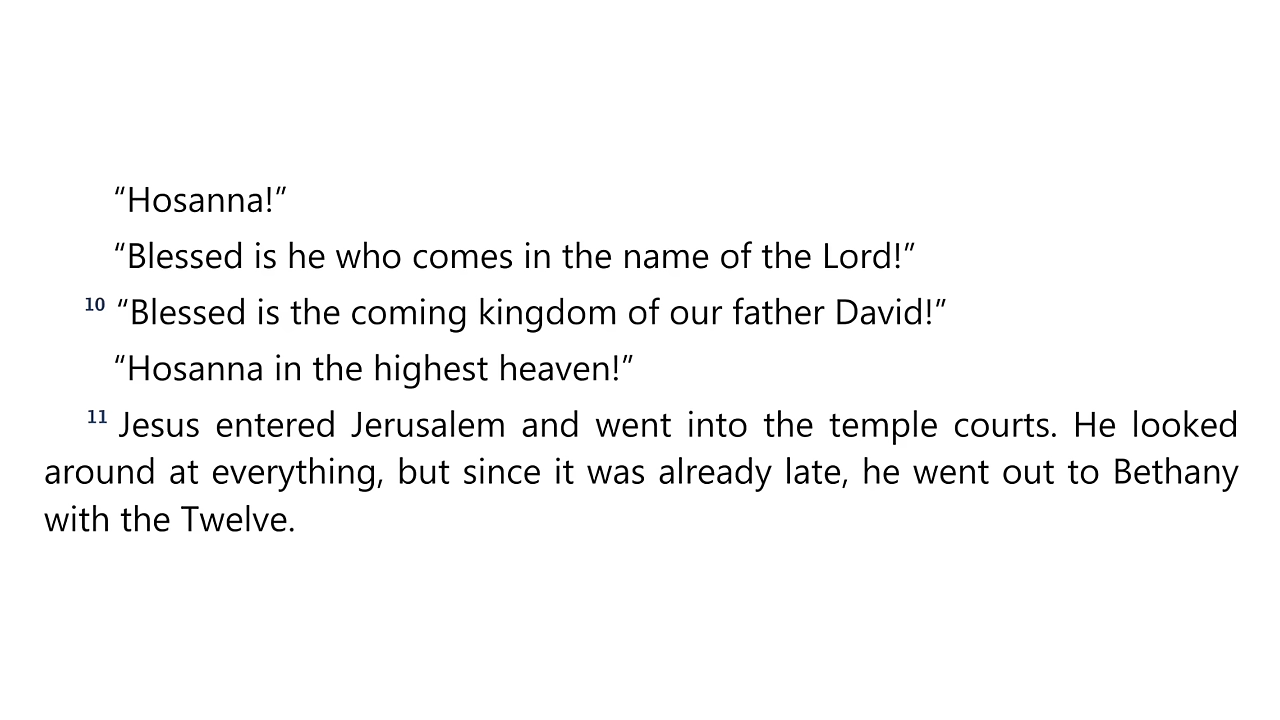 “Hosanna!”
“Blessed is he who comes in the name of the Lord!”
10 “Blessed is the coming kingdom of our father David!”
“Hosanna in the highest heaven!”
11 Jesus entered Jerusalem and went into the temple courts. He looked
around at everything, but since it was already late, he went out to Bethany
with the Twelve.